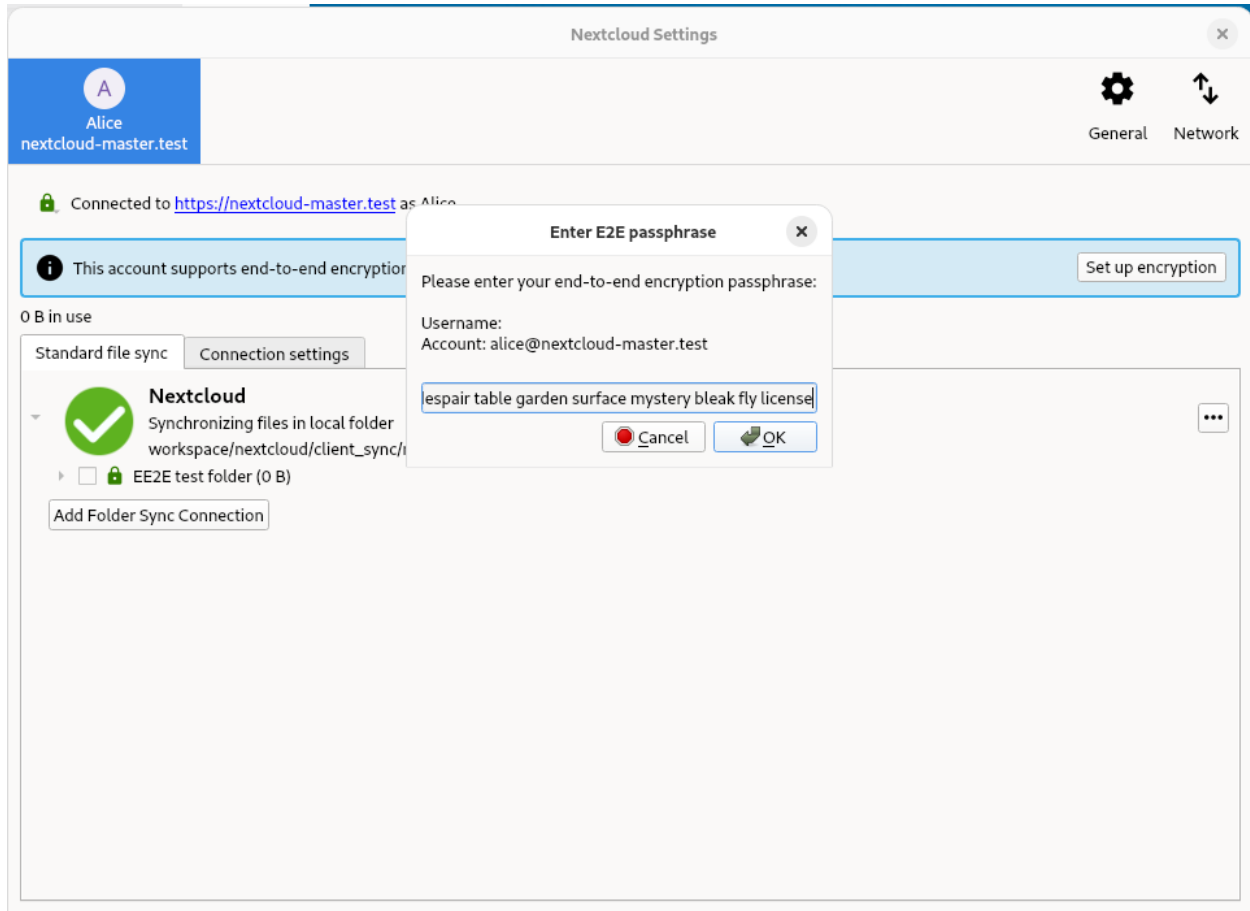 Nextcloud Settings
A
Alice
nextcloud-master.test
General
Network
Connected to https://nextcloud-master.test as Alice
Enter E2E passphrase
This account supports end-to-end encryption
Set up encryption
Please enter your end-to-end encryption passphrase:
0 B in use
Username:
Account: alice@nextcloud-master.test
Standard file sync
Connection settings
table garden surface mystery bleak fly license
Cancel
OK
Nextcloud
Synchronizing files in local folder
workspace/nextcloud/client_sync/
EE2E test folder (0 B)
Add Folder Sync Connection